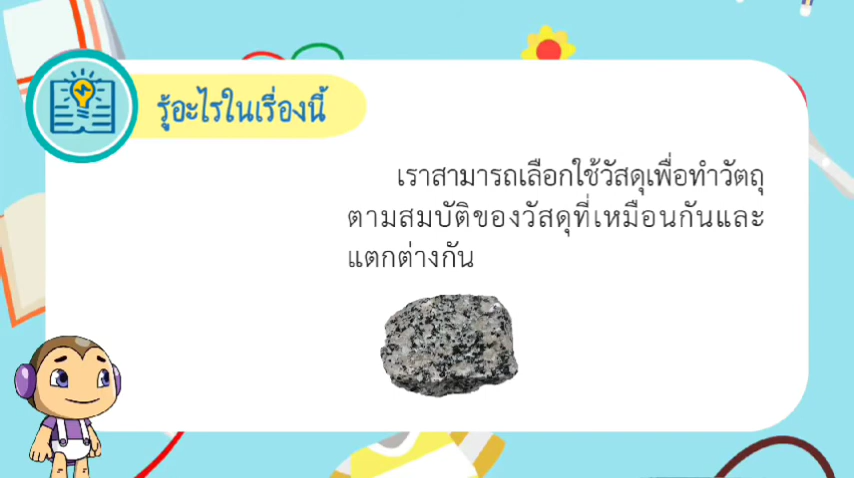 รู้อะไรในเรื่องนี้
เราสามารถเลือกใช้วัสดุเพื่อทำวัตถุ
ตามสมบัติของวัสดุที่เหมือนกันและ
แตกต่างกัน